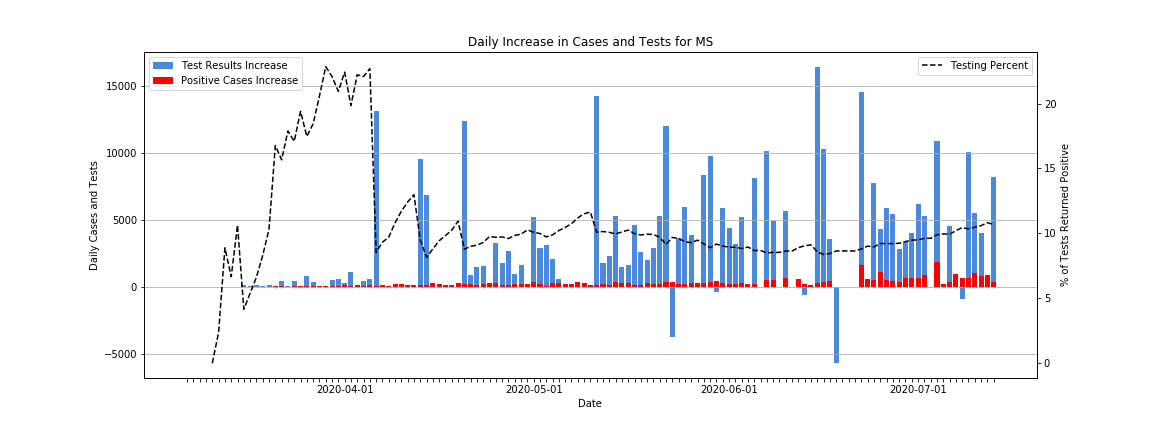 Daily Increase in Cases and Tests for MS
Test Results Increase
Positive Cases Increase
Testing Percent
15000
10000
5000
0
−5000
Daily Cases and Tests
20
15
10
5
0
% of Tests Returned Positive
2020-04-01
2020-05-01
2020-06-01
2020-07-01
Date